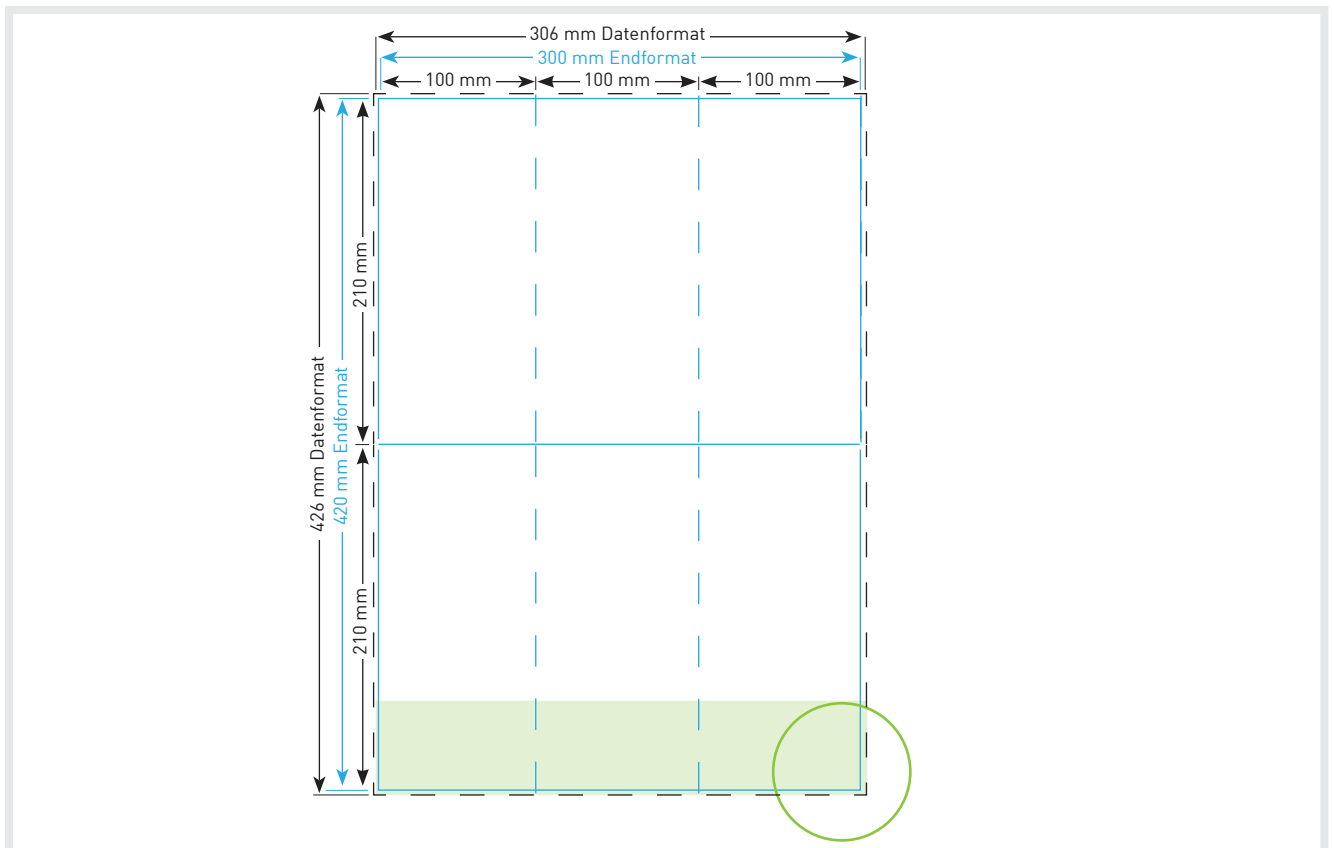 306 mm Datenformat
300 mm Endformat
100 mm
100 mm
100 mm
426 mm Datenformat
420 mm Endformat
210 mm
210 mm